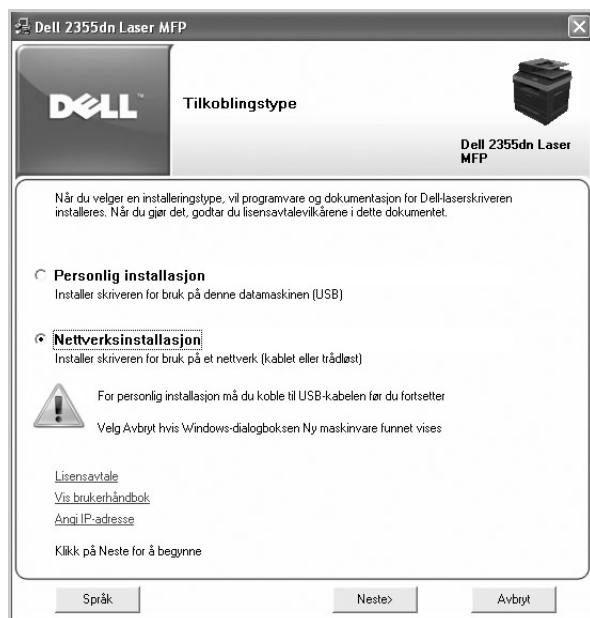 Dell 2355dn Laser MFP
DELL™
Tilkoblingstype
Dell 2355dn Laser
MFP
Når du velger en installeringstype, vil programvare og dokumentasjon for Dell-laserskriveren
installeres. Når du gjør det, godtar du lisensavtalevilkårene i dette dokumentet.
Personlig installasjon
Installer skriveren for bruk på denne datamaskinen (USB)
Nettverksinstallasjon
Installer skriveren for bruk på et nettverk (kablet eller trådløst)
For personlig installasjon må du koble til USB-kabelen før du fortsetter
Velg Avbryt hvis Windows-dialogboksen Ny maskinvare funnet vises
Lisensavtale
Vis brukerhåndbok
Angi IP-adresse
Klikk på Neste for å begynne
Språk
Neste>
Avbryt